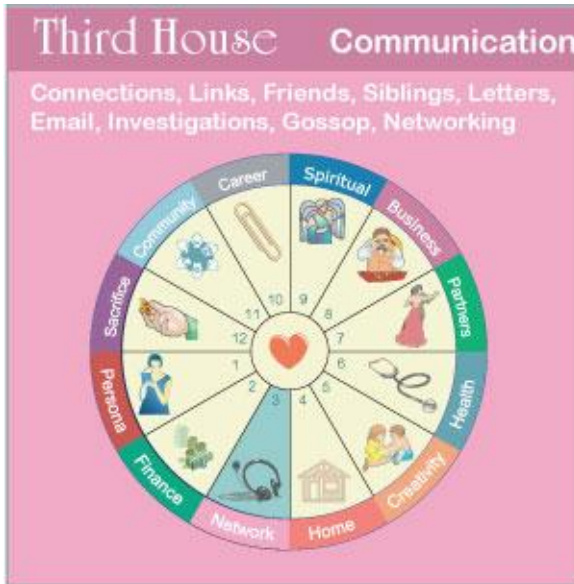 Third House Communication
Connections, Links, Friends, Siblings, Letters,
Email, Investigations, Gossop, Networking
Career
Spiritual
Business
Partners
Health
Creativity
Home
Network
Finance
Persona
Sacrifice
Community
10
9
8
7
6
5
4
3
2
1
12
11